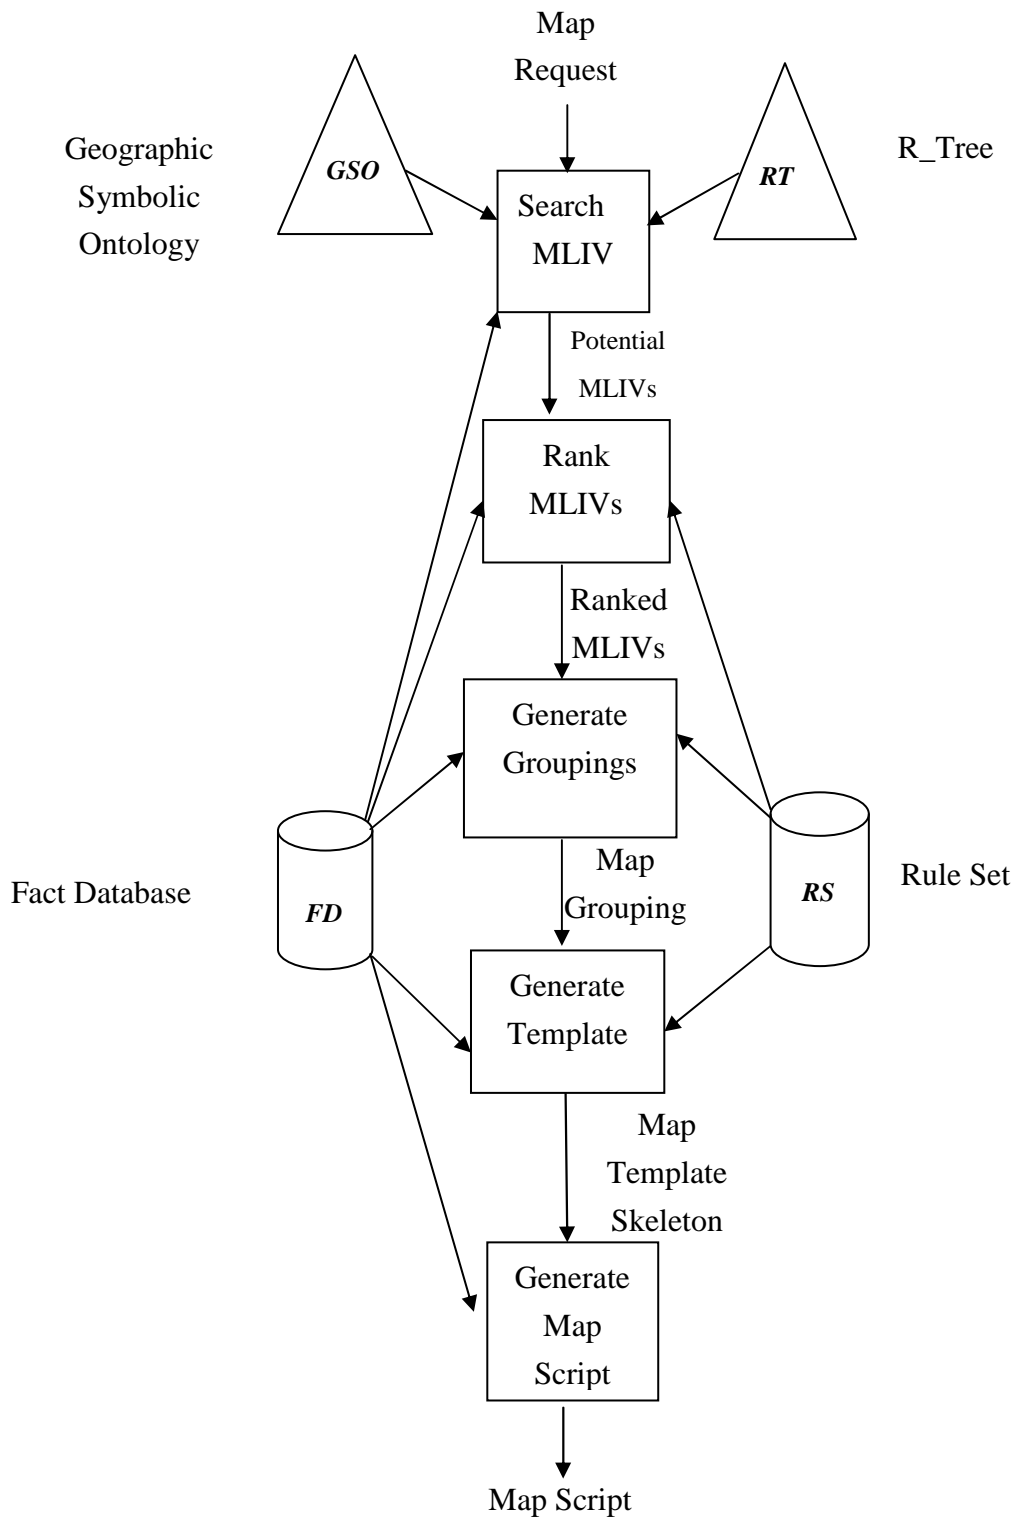 Map
Request
Geographic
Symbolic
Ontology
GSO
RT
R_Tree
Search
MLIV
Potential
MLIVs
Rank
MLIVs
Ranked
MLIVs
Generate
Groupings
Map
Grouping
Fact Database
FD
RS
Rule Set
Generate
Template
Map
Template
Skeleton
Generate
Map
Script
Map Script